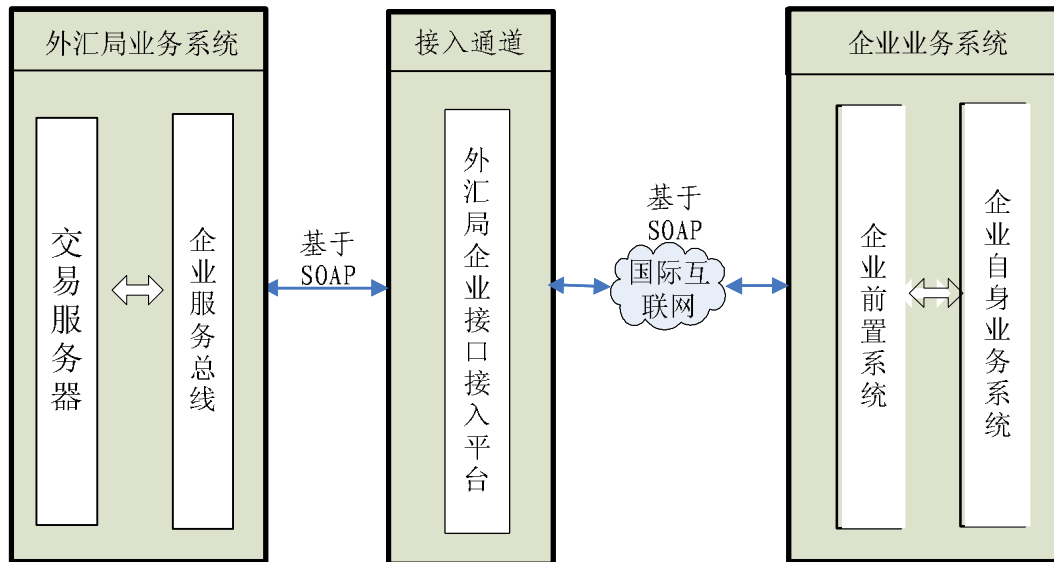 外汇局业务系统
交易服务器
企业服务总线
基于
SOAP
接入通道
外汇局企业接口接入平台
基于
SOAP
国际互
联网
企业业务系统
企业前置系统
企业自身业务系统